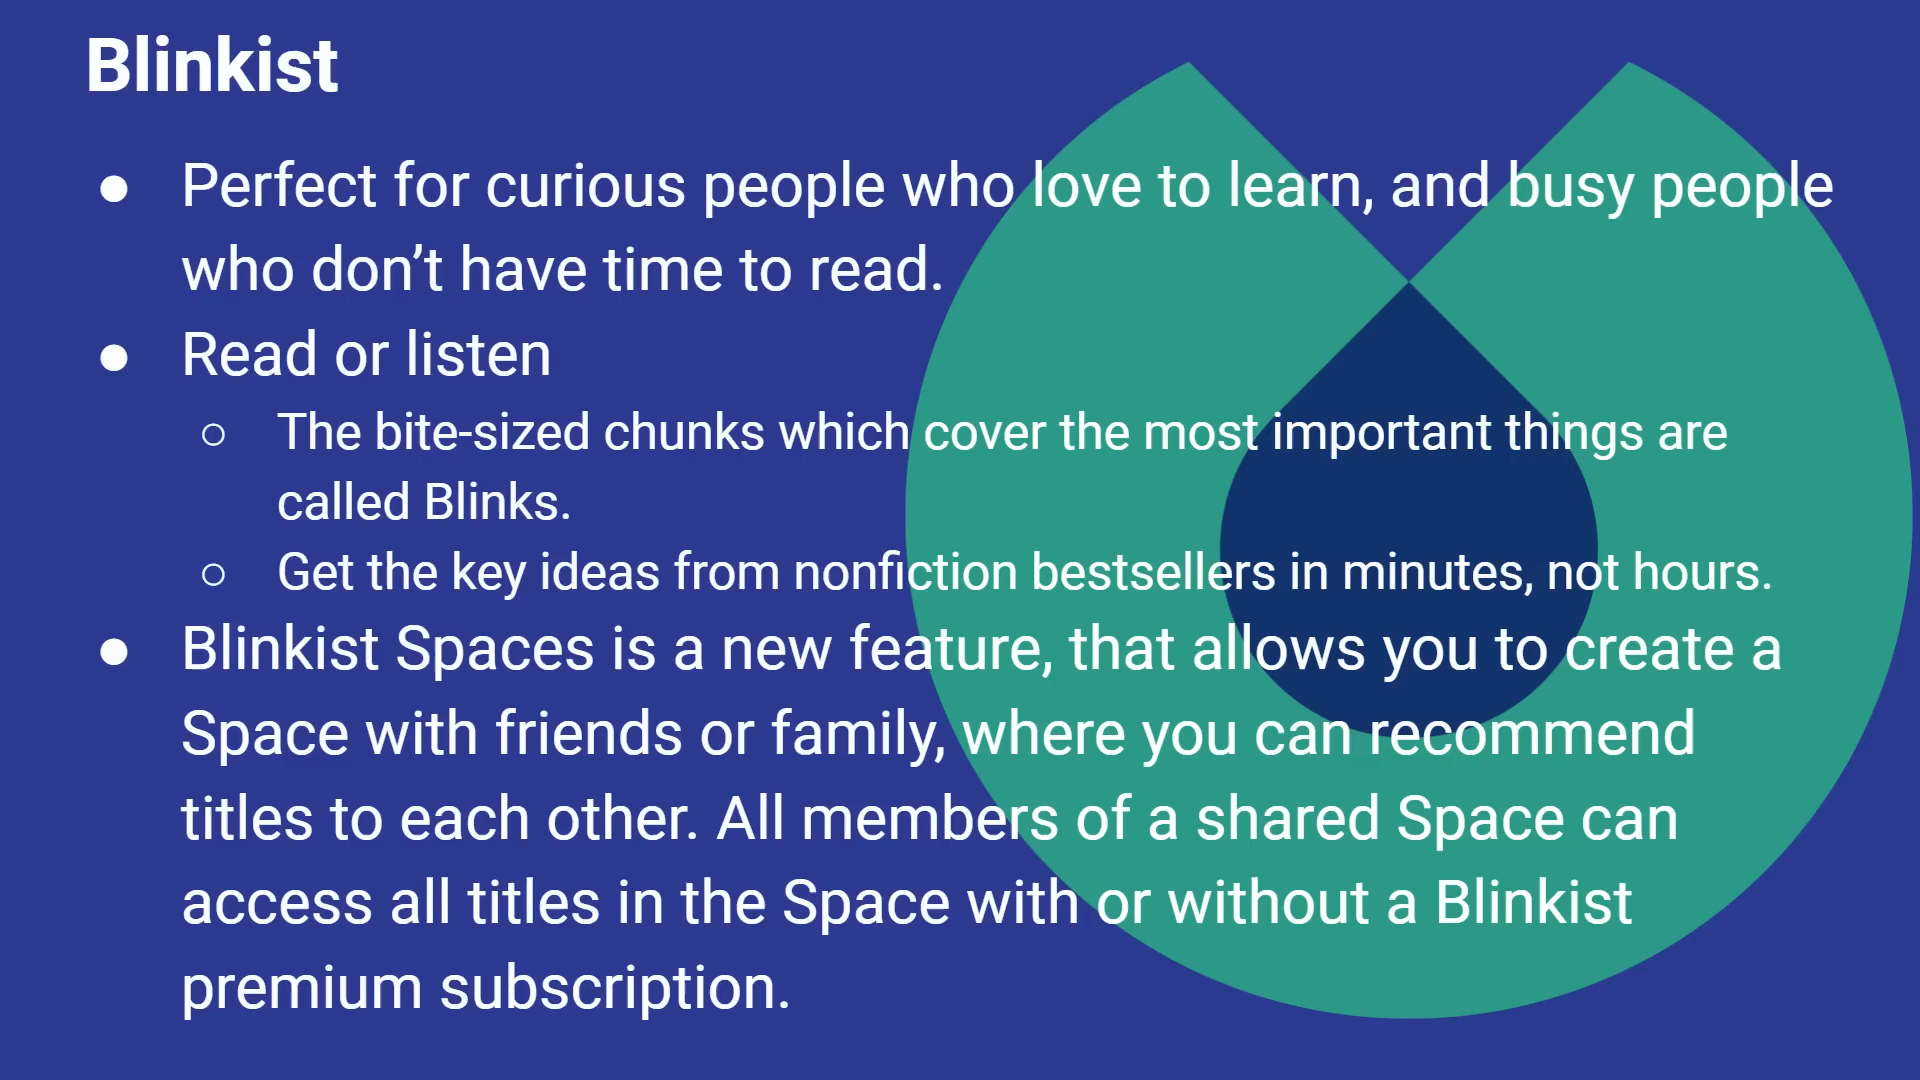 Blinkist
● Perfect for curious people who love to learn, and busy people
who don’t have time to read.
● Read or listen
○ The bite-sized chunks which cover the most important things are
called Blinks.
○ Get the key ideas from nonfiction bestsellers in minutes, not hours.
● Blinkist Spaces is a new feature, that allows you to create a
Space with friends or family, where you can recommend
titles to each other. All members of a shared Space can
access all titles in the Space with or without a Blinkist
premium subscription.